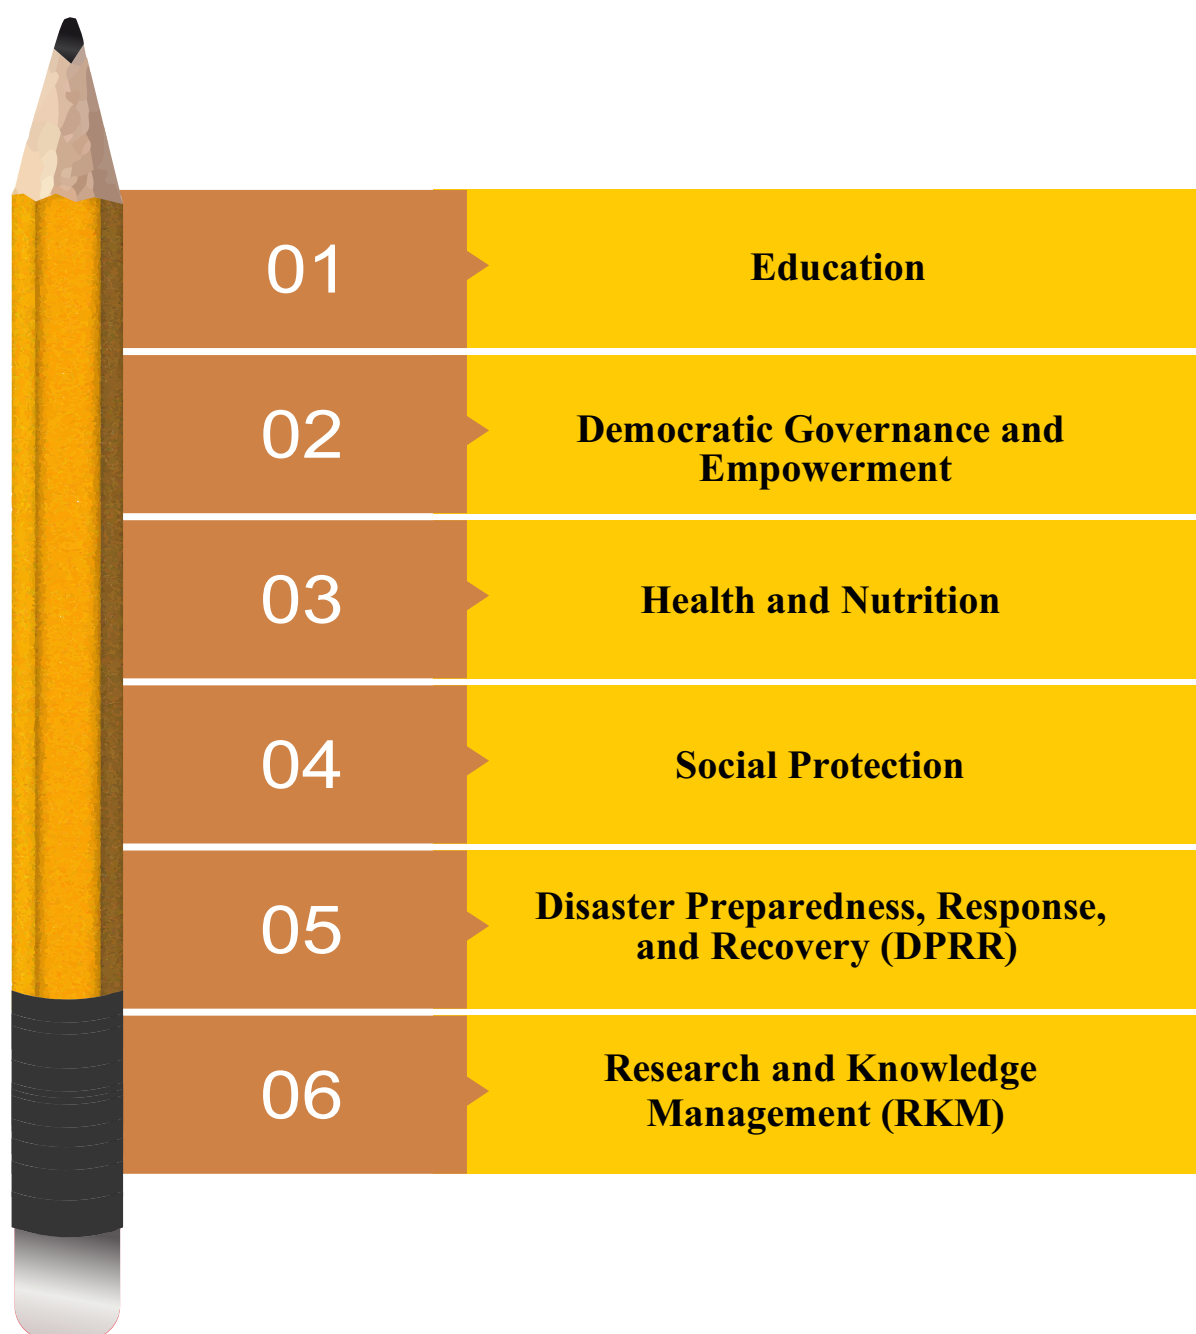 01
Education
02
Democratic Governance and
Empowerment
03
Health and Nutrition
04
Social Protection
05
Disaster Preparedness, Response,
and Recovery (DPRR)
06
Research and Knowledge
Management (RKM)